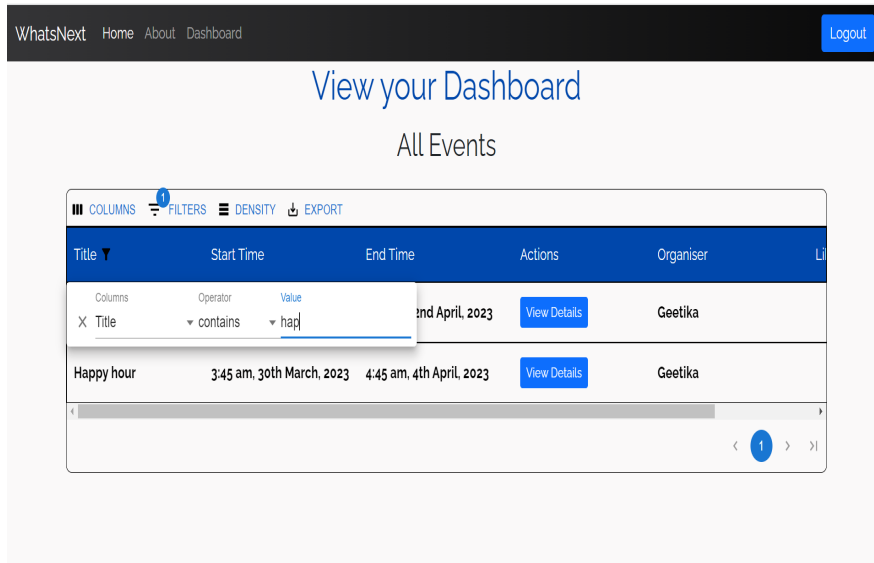 WhatsNext Home About Dashboard Logout
View your Dashboard
All Events
COLUMNS 1 FILTERS DENSITY EXPORT
Title Start Time End Time Actions Organiser
Columns Operator Value
Title contains hap
April, 2023 View Details Geetika
Happy hour 3:45 am, 30th March, 2023 4:45 am, 4th April, 2023 View Details Geetika
1